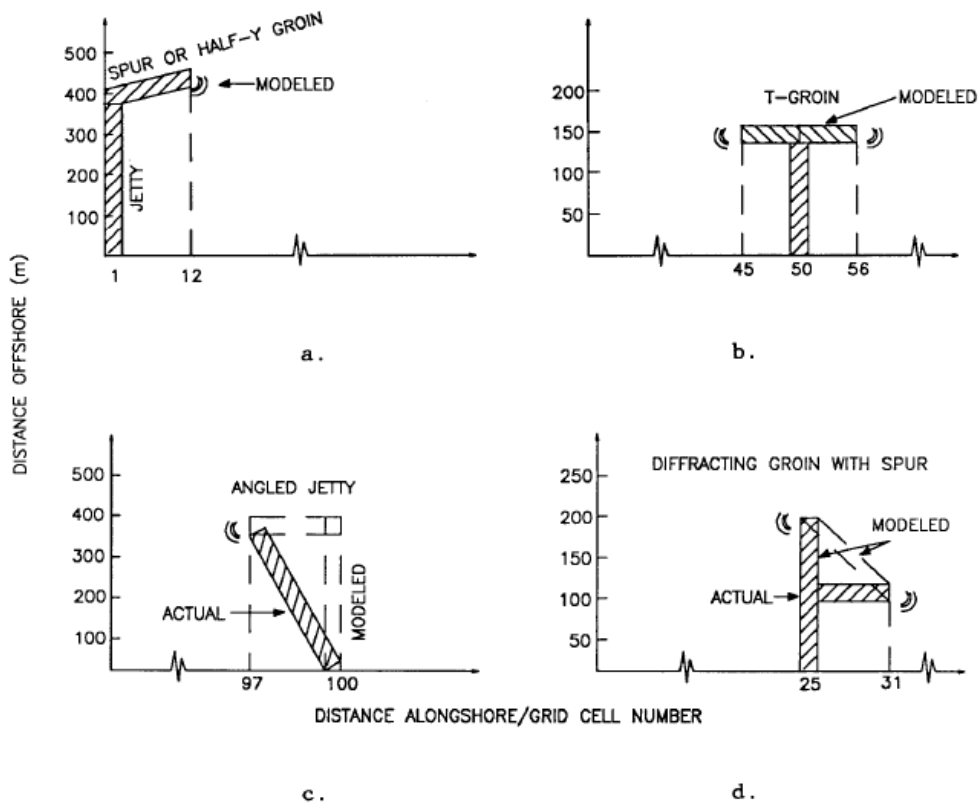 DISTANCE OFFSHORE (m)
500
400
300
200
100
SPUR OR HALF-Y GROIN
MODELED
JETTY
1
12
a.
200
150
100
50
T-GROIN
MODELED
45
50
56
b.
500
400
300
200
100
ANGLED JETTY
ACTUAL
MODELED
97
100
c.
250
200
150
100
50
DIFFRACTING GROIN WITH SPUR
MODELED
ACTUAL
25
31
DISTANCE ALONGSHORE/GRID CELL NUMBER
d.